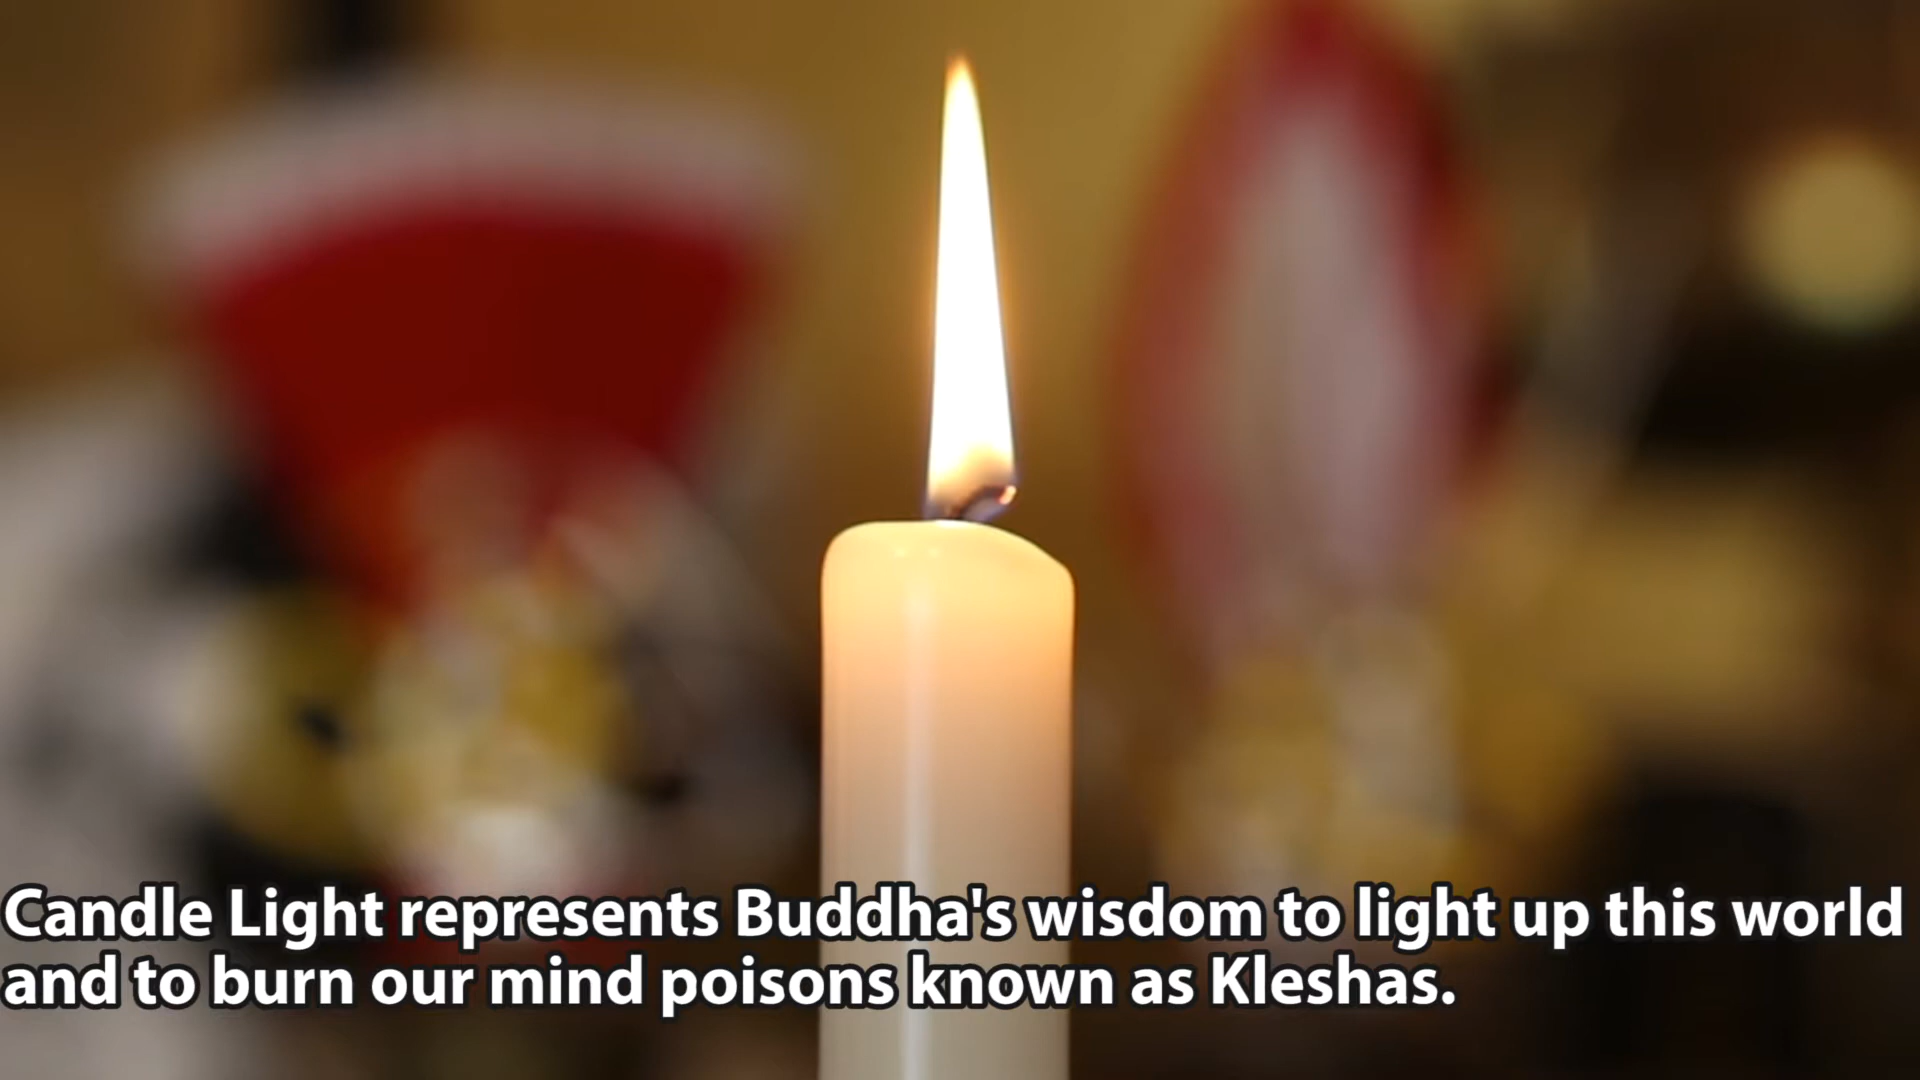 Candle Light represents Buddha's wisdom to light up this world
and to burn our mind poisons known as Kleshas.